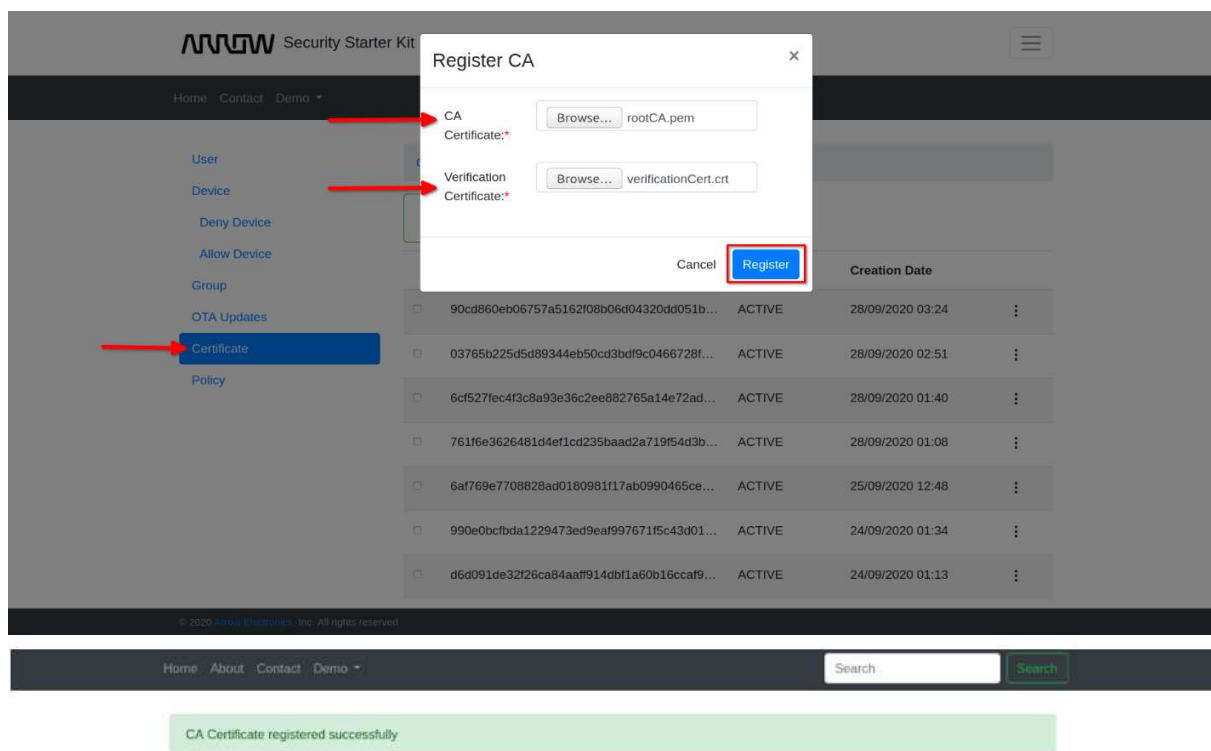 ARROW Security Starter Kit
Register CA ×
Home Contact Demo
CA
Certificate:*
Browse... rootCA.pem
User
Verification
Certificate:*
Browse... verificationCert.crt
Device
Deny Device
Allow Device
Cancel Register
Creation Date
Group
90cd860eb06757a5162f08b06d04320dd051b... ACTIVE 28/09/2020 03:24
OTA Updates
Certificate
03765b225d5d89344eb50cd3bdf9c0466728f... ACTIVE 28/09/2020 02:51
Policy
6cf527fec4f3c8a93e36c2ee882765a14e72ad... ACTIVE 28/09/2020 01:40
761f6e3626481d4ef1cd235baad2a719f54d3b... ACTIVE 28/09/2020 01:08
6af769e7708828ad0180981f17ab0990465ce... ACTIVE 25/09/2020 12:48
990e0bcfbda1229473ed9eaf997671f5c43d01... ACTIVE 24/09/2020 01:34
d6d091de32f26ca84aaff914dbf1a60b16ccaf9... ACTIVE 24/09/2020 01:13
© 2020 Arrow Electronics, Inc. All rights reserved
Home About Contact Demo Search Search
CA Certificate registered successfully